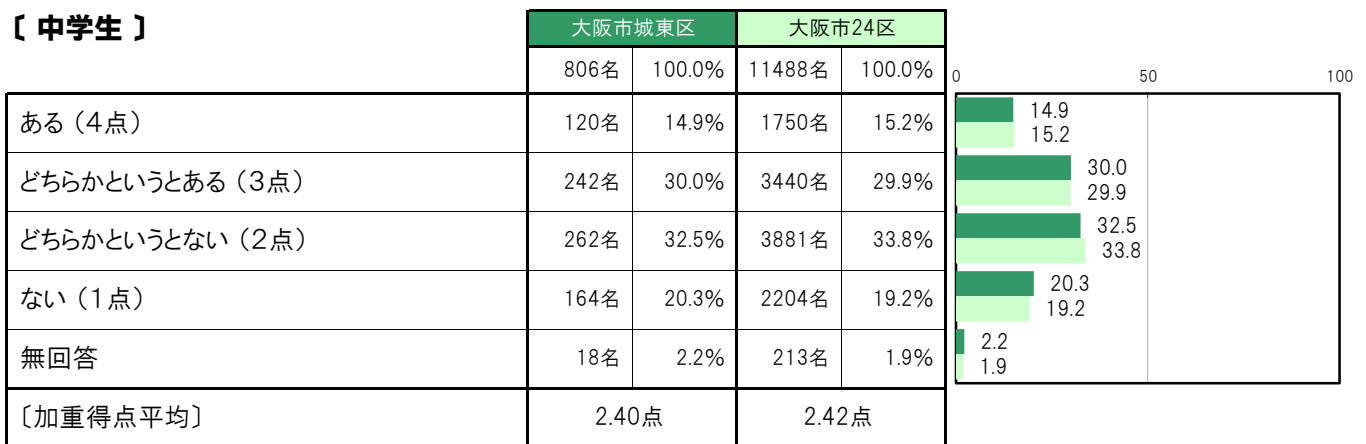 〔 中学生 〕
大阪市城東区 大阪市24区
806名 100.0% 11488名 100.0%
0 50 100
ある（4点） 120名 14.9% 1750名 15.2%
14.9
15.2
どちらかというとある（3点） 242名 30.0% 3440名 29.9%
30.0
29.9
どちらかというとない（2点） 262名 32.5% 3881名 33.8%
32.5
33.8
ない（1点） 164名 20.3% 2204名 19.2%
20.3
19.2
無回答 18名 2.2% 213名 1.9%
2.2
1.9
〔加重得点平均〕 2.40点 2.42点